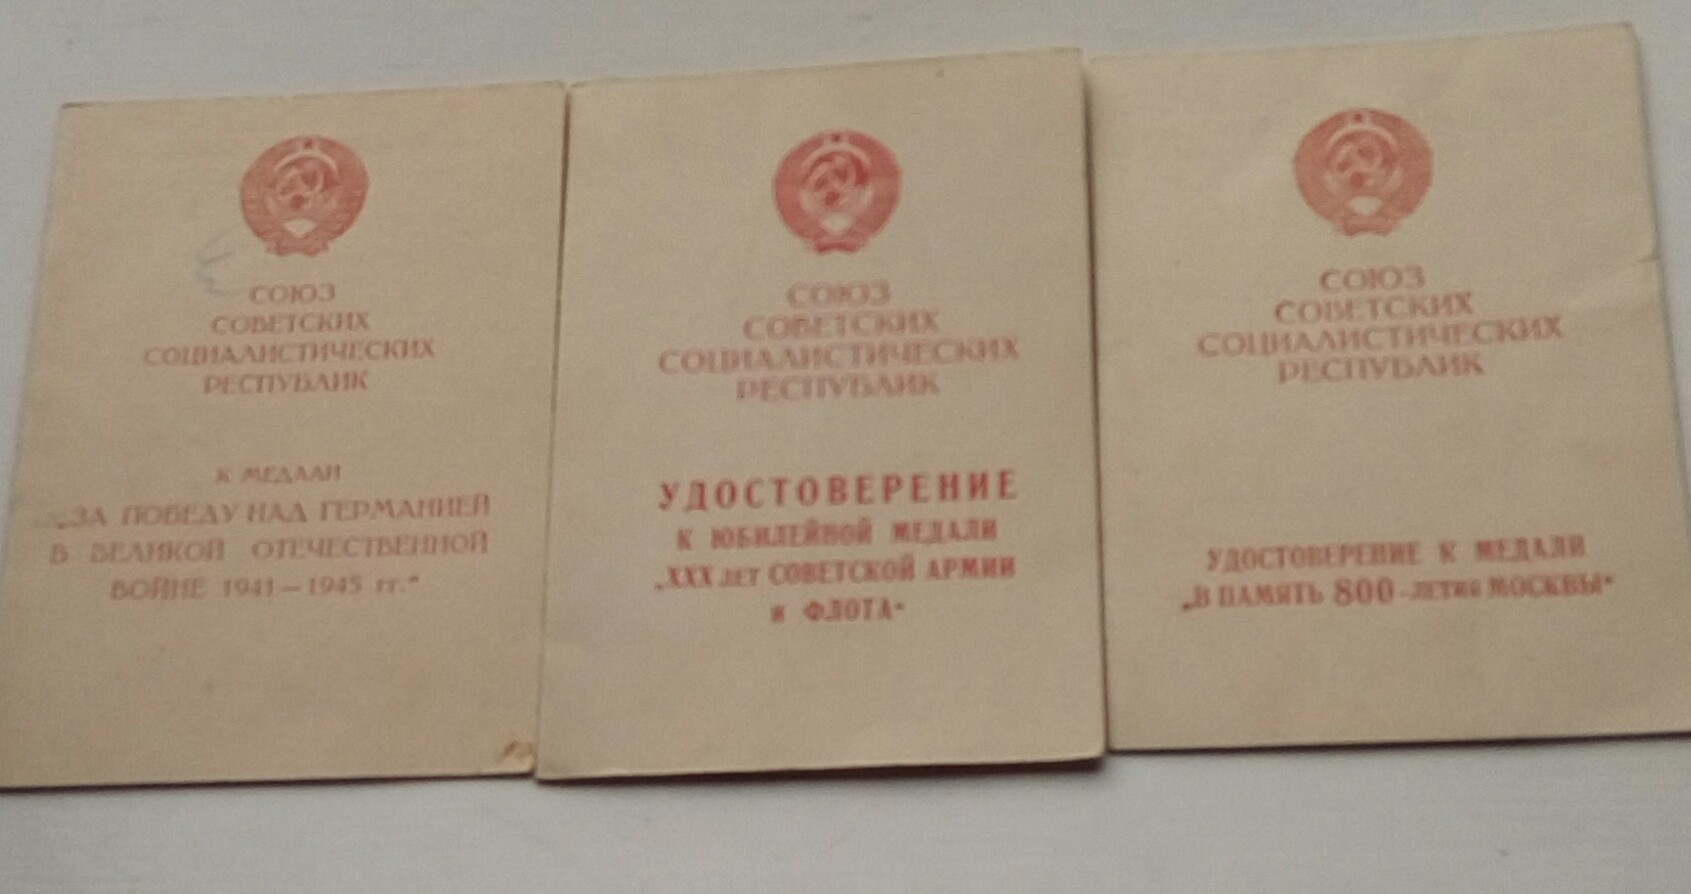 СОЮЗ
СОВЕТСКИХ
СОЦИАЛИСТИЧЕСКИХ
РЕСПУБЛИК
К МЕДАЛИ
„ЗА ПОБЕДУ НАД ГЕРМАНИЕЙ
В ВЕЛИКОЙ ОТЕЧЕСТВЕННОЙ
ВОЙНЕ 1941—1945 гг."
СОЮЗ
СОВЕТСКИХ
СОЦИАЛИСТИЧЕСКИХ
РЕСПУБЛИК
УДОСТОВЕРЕНИЕ
К ЮБИЛЕЙНОЙ МЕДАЛИ
„XXX ЛЕТ СОВЕТСКОЙ АРМИИ
И ФЛОТА"
СОЮЗ
СОВЕТСКИХ
СОЦИАЛИСТИЧЕСКИХ
РЕСПУБЛИК
УДОСТОВЕРЕНИЕ К МЕДАЛИ
„В ПАМЯТЬ 800-ЛЕТИЯ МОСКВЫ"